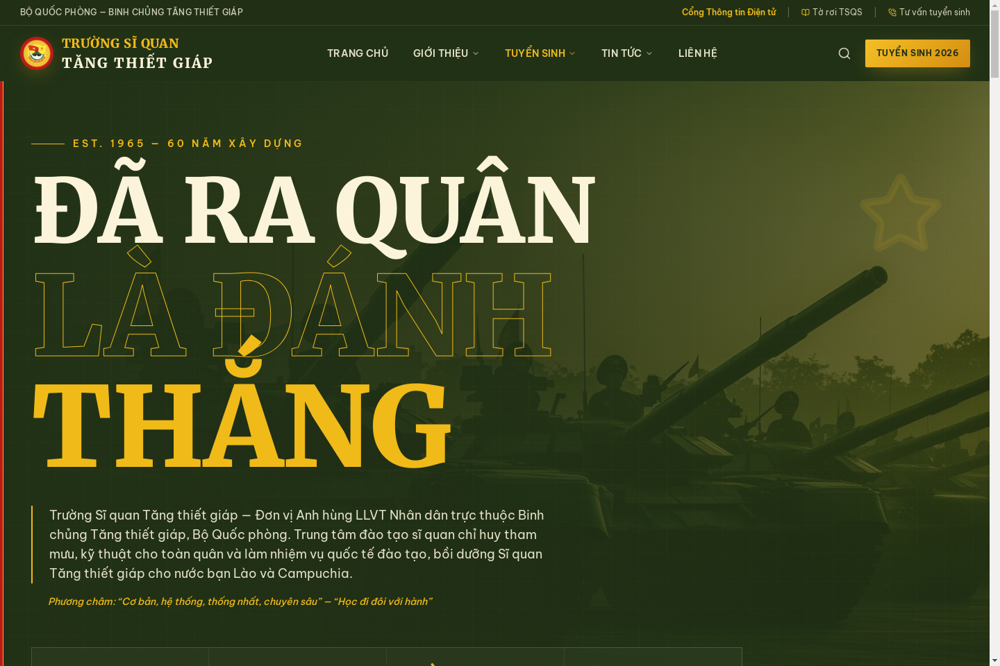 BỘ QUỐC PHÒNG — BINH CHỦNG TĂNG THIẾT GIÁP
Cổng Thông tin Điện tử
Tờ rơi TSQS
Tư vấn tuyển sinh
TRƯỜNG SĨ QUAN
TĂNG THIẾT GIÁP
TRANG CHỦ
GIỚI THIỆU
TUYỂN SINH
TIN TỨC
LIÊN HỆ
TUYỂN SINH 2026
EST. 1965 — 60 NĂM XÂY DỰNG
ĐÃ RA QUÂN
LÀ ĐÁNH
THẮNG
Trường Sĩ quan Tăng thiết giáp — Đơn vị Anh hùng LLVT Nhân dân trực thuộc Binh
chủng Tăng thiết giáp, Bộ Quốc phòng. Trung tâm đào tạo sĩ quan chỉ huy tham
mưu, kỹ thuật cho toàn quân và làm nhiệm vụ quốc tế đào tạo, bồi dưỡng Sĩ quan
Tăng thiết giáp cho nước bạn Lào và Campuchia.
Phương châm: “Cơ bản, hệ thống, thống nhất, chuyên sâu” — “Học đi đôi với hành”